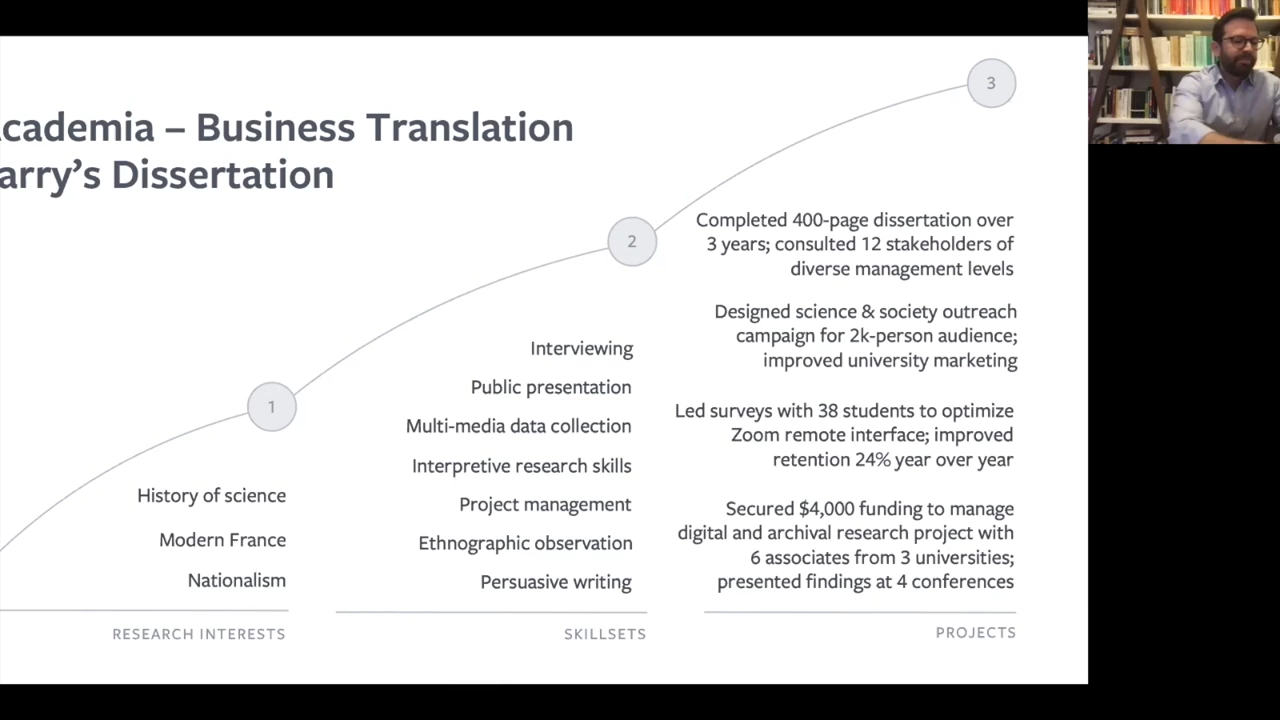 cademia – Business Translation
arry’s Dissertation
3
2
1
History of science
Modern France
Nationalism
RESEARCH INTERESTS
Interviewing
Public presentation
Multi-media data collection
Interpretive research skills
Project management
Ethnographic observation
Persuasive writing
SKILLSETS
Completed 400-page dissertation over
3 years; consulted 12 stakeholders of
diverse management levels
Designed science & society outreach
campaign for 2k-person audience;
improved university marketing
Led surveys with 38 students to optimize
Zoom remote interface; improved
retention 24% year over year
Secured $4,000 funding to manage
digital and archival research project with
6 associates from 3 universities;
presented findings at 4 conferences
PROJECTS